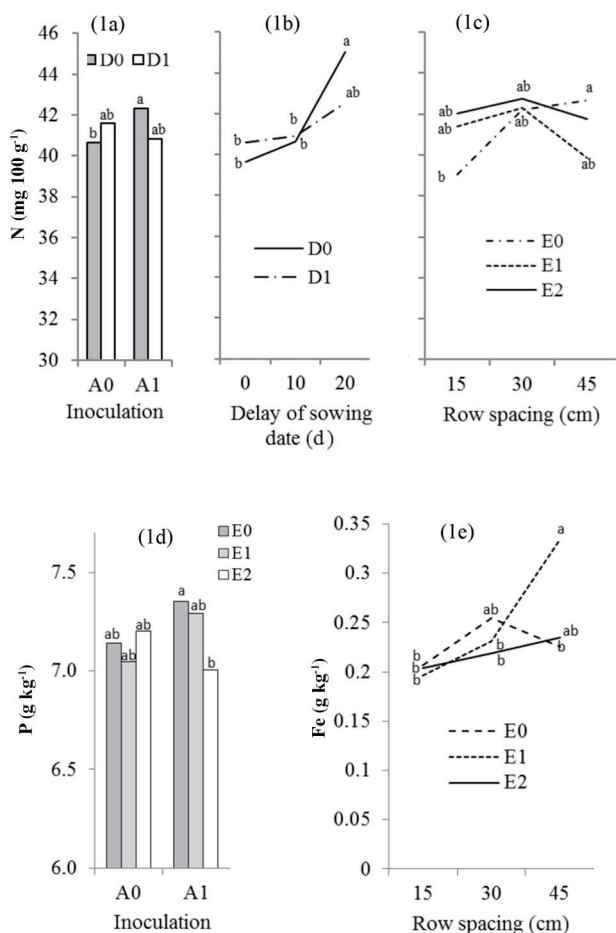 (1a)
(1b)
(1c)
N (mg 100 g-1)
46
44
42
40
38
36
34
32
30
D0
D1
b
ab
a
ab
A0
A1
Inoculation
a
ab
b
b
b
b
D0
D1
0
10
20
Delay of sowing
date (d)
ab
a
ab
ab
ab
b
ab
E0
E1
E2
15
30
45
Row spacing (cm)
(1d)
P (g kg-1)
7.5
7.0
6.5
6.0
E0
E1
E2
ab
ab
ab
a
ab
b
A0
A1
Inoculation
(1e)
Fe (g kg-1)
0.35
0.3
0.25
0.2
0.15
0.1
0.05
0
a
ab
ab
b
b
b
b
b
b
E0
E1
E2
15
30
45
Row spacing (cm)